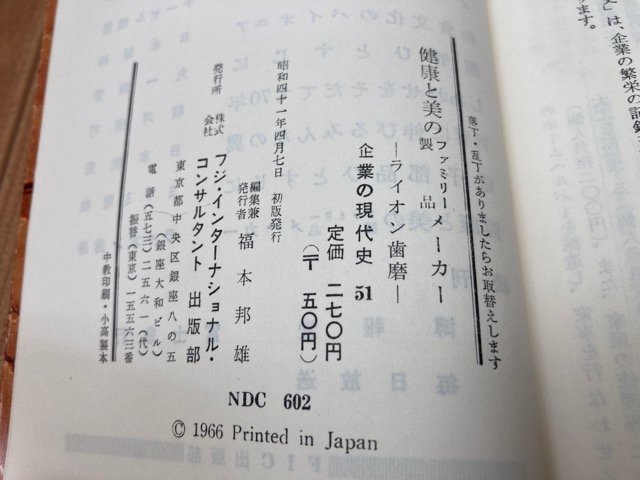 落丁・乱丁がありましたらお取替えします
健康と美のファミリーメーカー
製品
―ライオン歯磨―
企業の現代史 51
定価 二七〇円
(〒 五〇円)
昭和四十一年四月七日 初版発行
編集兼
発行者 福本邦雄
発行所 株式
会社 フジ・インターナショナル・
コンサルタント 出版部
東京都中央区銀座八の五
(銀座大和ビル)
電話(五七三)二五六一(代)
振替(東京)一五五六三番
中教印刷・小高製本
NDC 602
© 1966 Printed in Japan